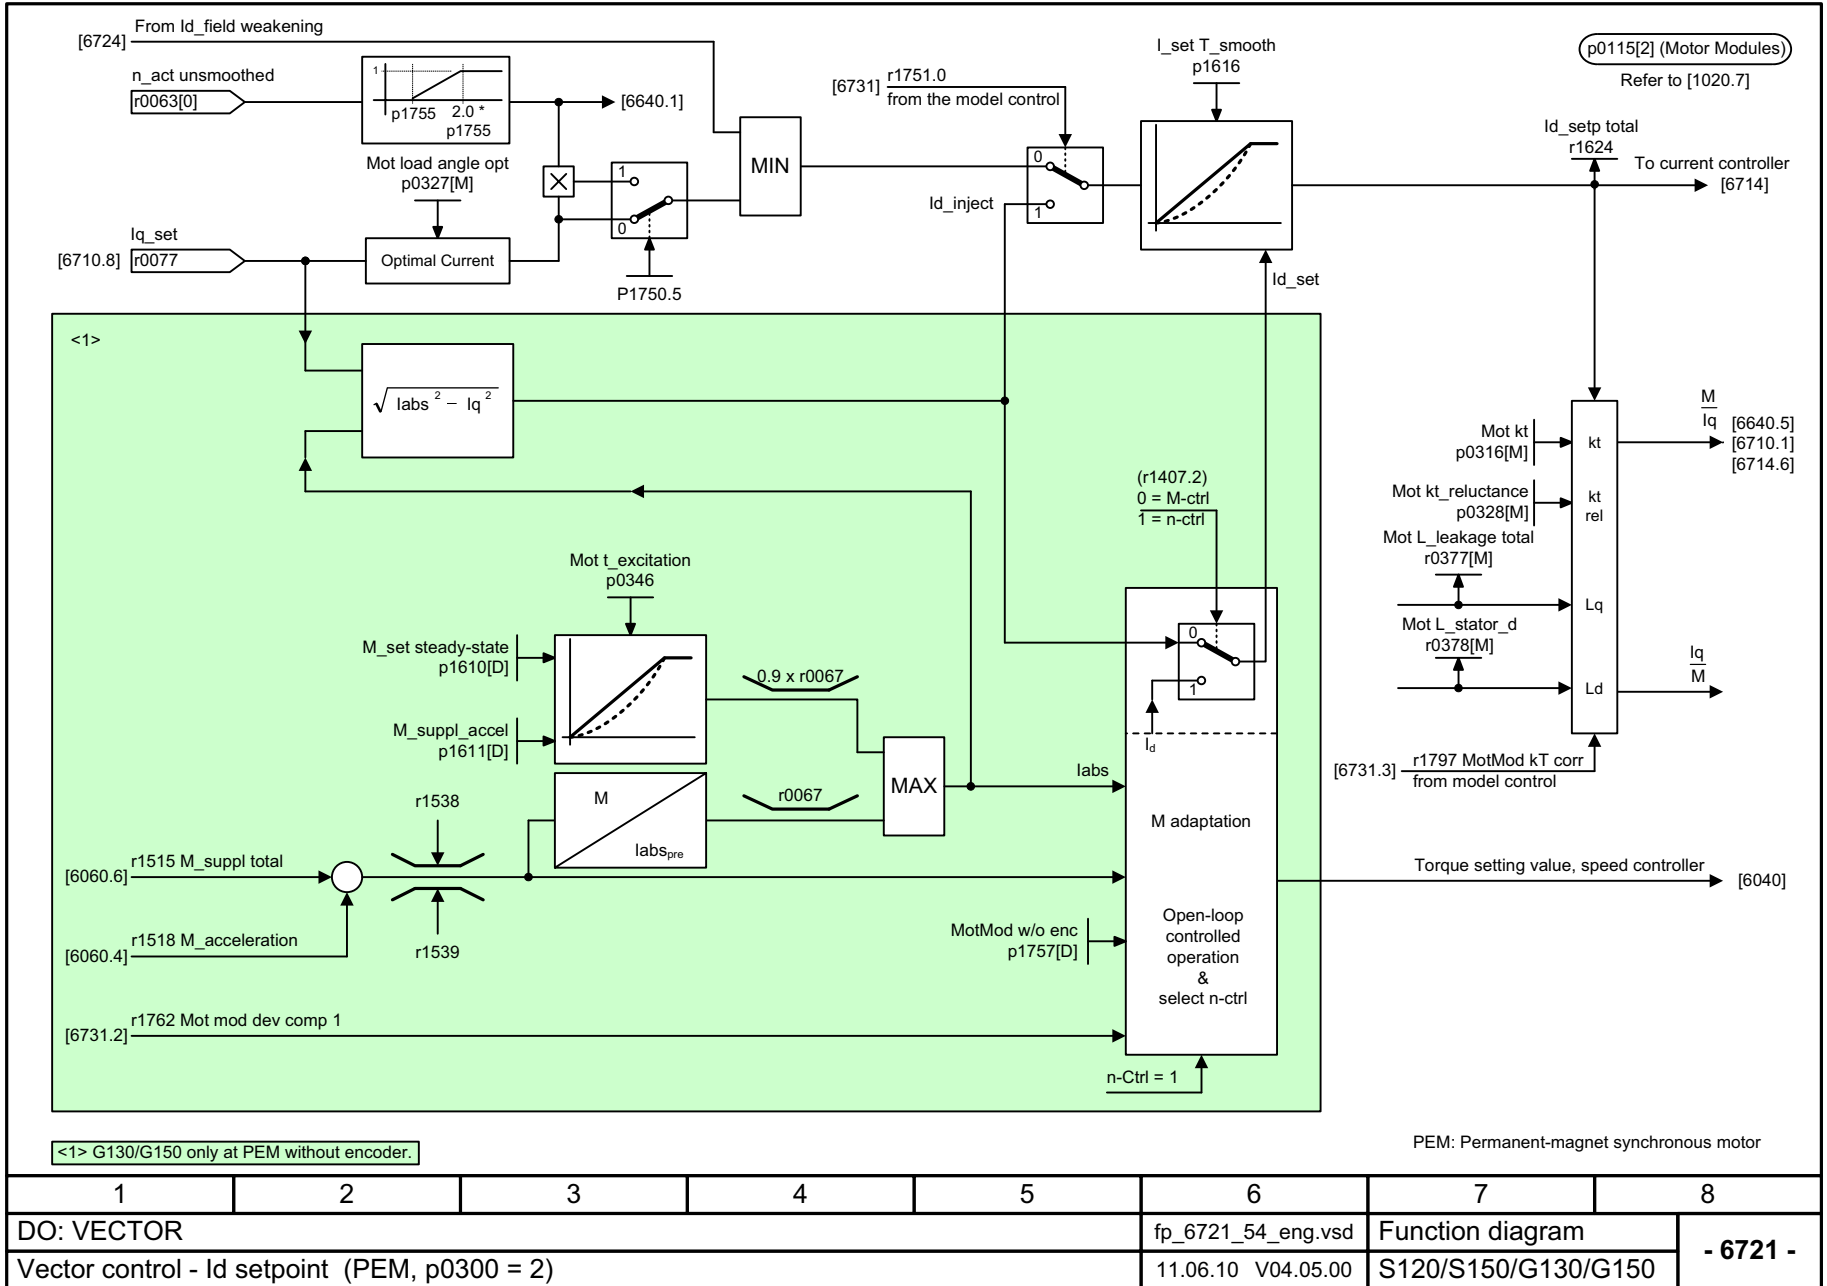 From Id_field weakening
[6724]
n_act unsmoothed
r0063[0]
1
p1755
2.0 *
p1755
[6640.1]
Mot load angle opt
p0327[M]
Iq_set
[6710.8]
r0077
Optimal Current
1
0
P1750.5
MIN
[6731]
r1751.0
from the model control
0
1
Id_inject
I_set T_smooth
p1616
Id_set
p0115[2] (Motor Modules)
Refer to [1020.7]
Id_setp total
r1624
To current controller
[6714]
<1>
√ Iabs 2 – Iq 2
(r1407.2)
0 = M-ctrl
1 = n-ctrl
Mot t_excitation
p0346
M_set steady-state
p1610[D]
M_suppl_accel
p1611[D]
0.9 x r0067
r0067
M
Iabspre
MAX
Iabs
0
1
Id
M adaptation
Open-loop
controlled
operation
&
select n-ctrl
r1538
r1539
[6060.6]
r1515 M_suppl total
[6060.4]
r1518 M_acceleration
MotMod w/o enc
p1757[D]
[6731.2]
r1762 Mot mod dev comp 1
n-Ctrl = 1
Mot kt
p0316[M]
Mot kt_reluctance
p0328[M]
Mot L_leakage total
r0377[M]
Mot L_stator_d
r0378[M]
kt
kt
rel
Lq
Ld
M
Iq
[6640.5]
[6710.1]
[6714.6]
Iq
M
[6731.3]
r1797 MotMod kT corr
from model control
Torque setting value, speed controller
[6040]
<1> G130/G150 only at PEM without encoder.
PEM: Permanent-magnet synchronous motor
1 2 3 4 5 6 7 8
DO: VECTOR
fp_6721_54_eng.vsd
Function diagram
- 6721 -
Vector control - Id setpoint (PEM, p0300 = 2)
11.06.10 V04.05.00
S120/S150/G130/G150